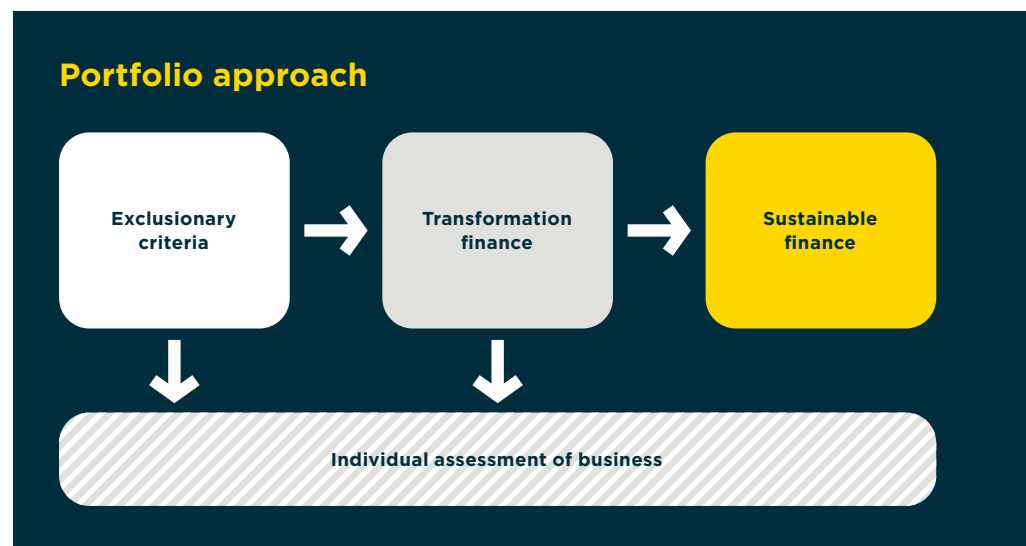 Portfolio approach
Exclusionary
criteria
Transformation
finance
Sustainable
finance
Individual assessment of business